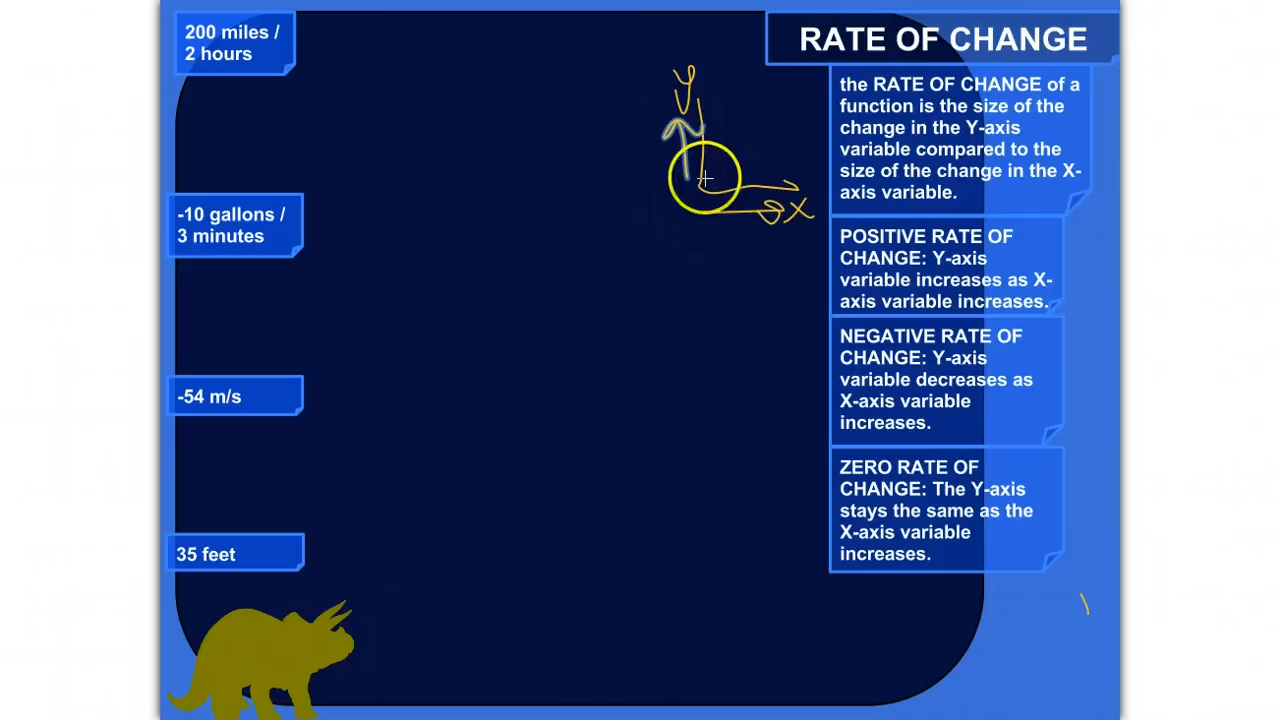 200 miles /
2 hours
-10 gallons /
3 minutes
-54 m/s
35 feet
Y
X
RATE OF CHANGE
the RATE OF CHANGE of a
function is the size of the
change in the Y-axis
variable compared to the
size of the change in the X-
axis variable.
POSITIVE RATE OF
CHANGE: Y-axis
variable increases as X-
axis variable increases.
NEGATIVE RATE OF
CHANGE: Y-axis
variable decreases as
X-axis variable
increases.
ZERO RATE OF
CHANGE: The Y-axis
stays the same as the
X-axis variable
increases.